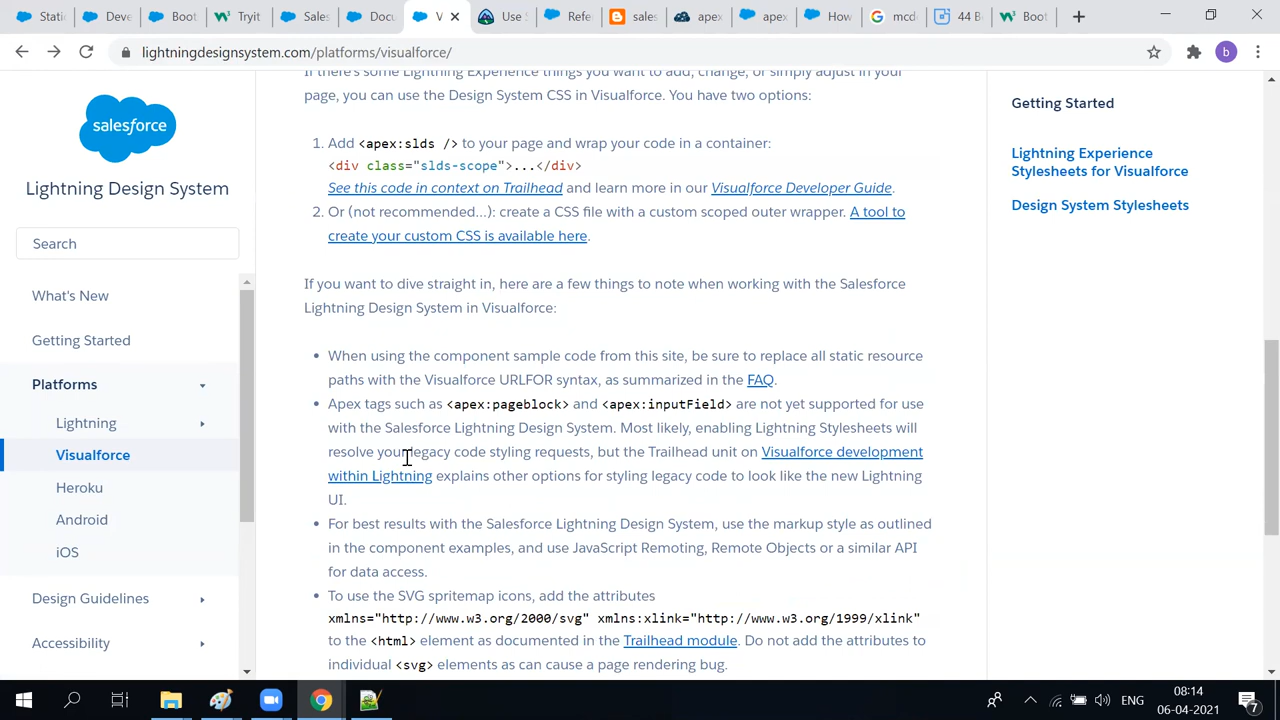 Stati
Deve
Boot
Tryit
Sales
Docu
V
Use S
Refe
sales
apex
apex
How
mcd
44 B
Boo
lightningdesignsystem.com/platforms/visualforce/
b
salesforce
Lightning Design System
Search
What's New
Getting Started
Platforms
Lightning
Visualforce
Heroku
Android
iOS
Design Guidelines
Accessibility
If there's some Lightning Experience things you want to add, change, or simply adjust in your
page, you can use the Design System CSS in Visualforce. You have two options:
1. Add <apex:slds /> to your page and wrap your code in a container:
<div class="slds-scope">...</div>
See this code in context on Trailhead and learn more in our Visualforce Developer Guide.
2. Or (not recommended...): create a CSS file with a custom scoped outer wrapper. A tool to
create your custom CSS is available here.
If you want to dive straight in, here are a few things to note when working with the Salesforce
Lightning Design System in Visualforce:
• When using the component sample code from this site, be sure to replace all static resource
paths with the Visualforce URLFOR syntax, as summarized in the FAQ.
• Apex tags such as <apex:pageblock> and <apex:inputField> are not yet supported for use
with the Salesforce Lightning Design System. Most likely, enabling Lightning Stylesheets will
resolve your legacy code styling requests, but the Trailhead unit on Visualforce development
within Lightning explains other options for styling legacy code to look like the new Lightning
UI.
• For best results with the Salesforce Lightning Design System, use the markup style as outlined
in the component examples, and use JavaScript Remoting, Remote Objects or a similar API
for data access.
• To use the SVG spritemap icons, add the attributes
xmlns="http://www.w3.org/2000/svg" xmlns:xlink="http://www.w3.org/1999/xlink"
to the <html> element as documented in the Trailhead module. Do not add the attributes to
individual <svg> elements as can cause a page rendering bug.
Getting Started
Lightning Experience
Stylesheets for Visualforce
Design System Stylesheets
ENG
08:14
06-04-2021
7